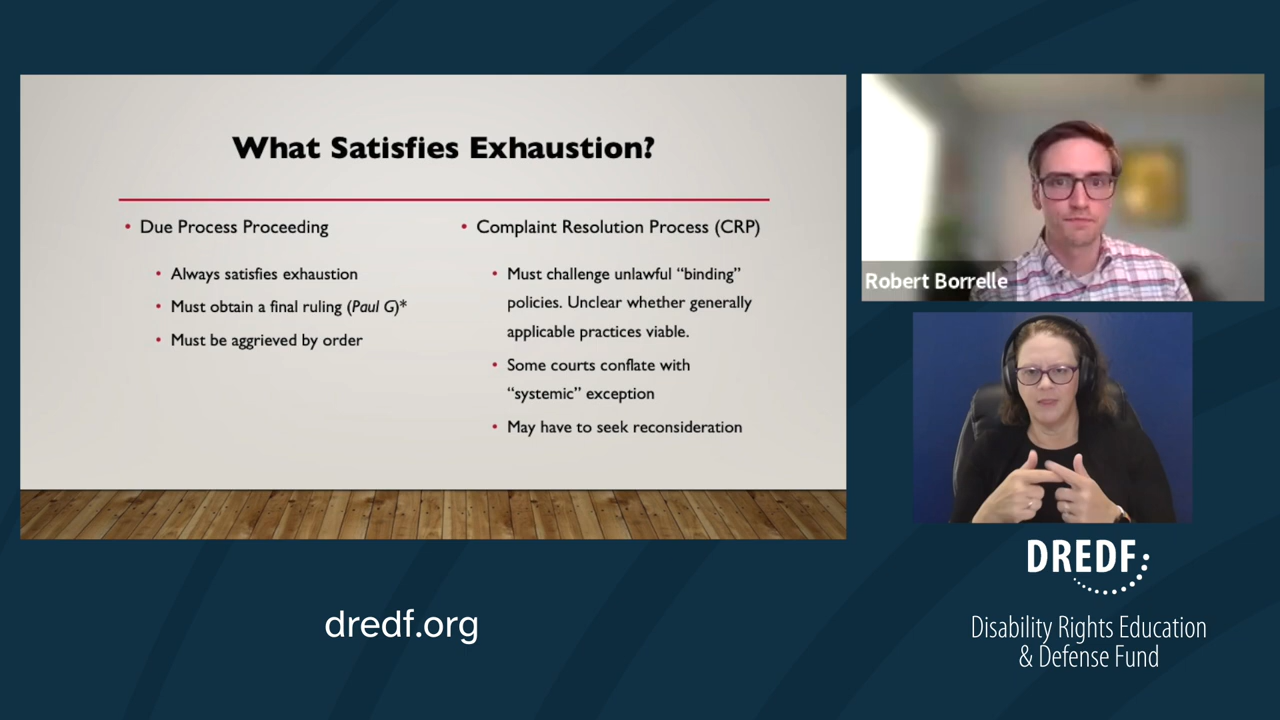 What Satisfies Exhaustion?
• Due Process Proceeding
• Always satisfies exhaustion
• Must obtain a final ruling (Paul G)*
• Must be aggrieved by order
• Complaint Resolution Process (CRP)
• Must challenge unlawful “binding”
policies. Unclear whether generally
applicable practices viable.
• Some courts conflate with
“systemic” exception
• May have to seek reconsideration
Robert Borrelle
DREDF
Disability Rights Education
& Defense Fund
dredf.org